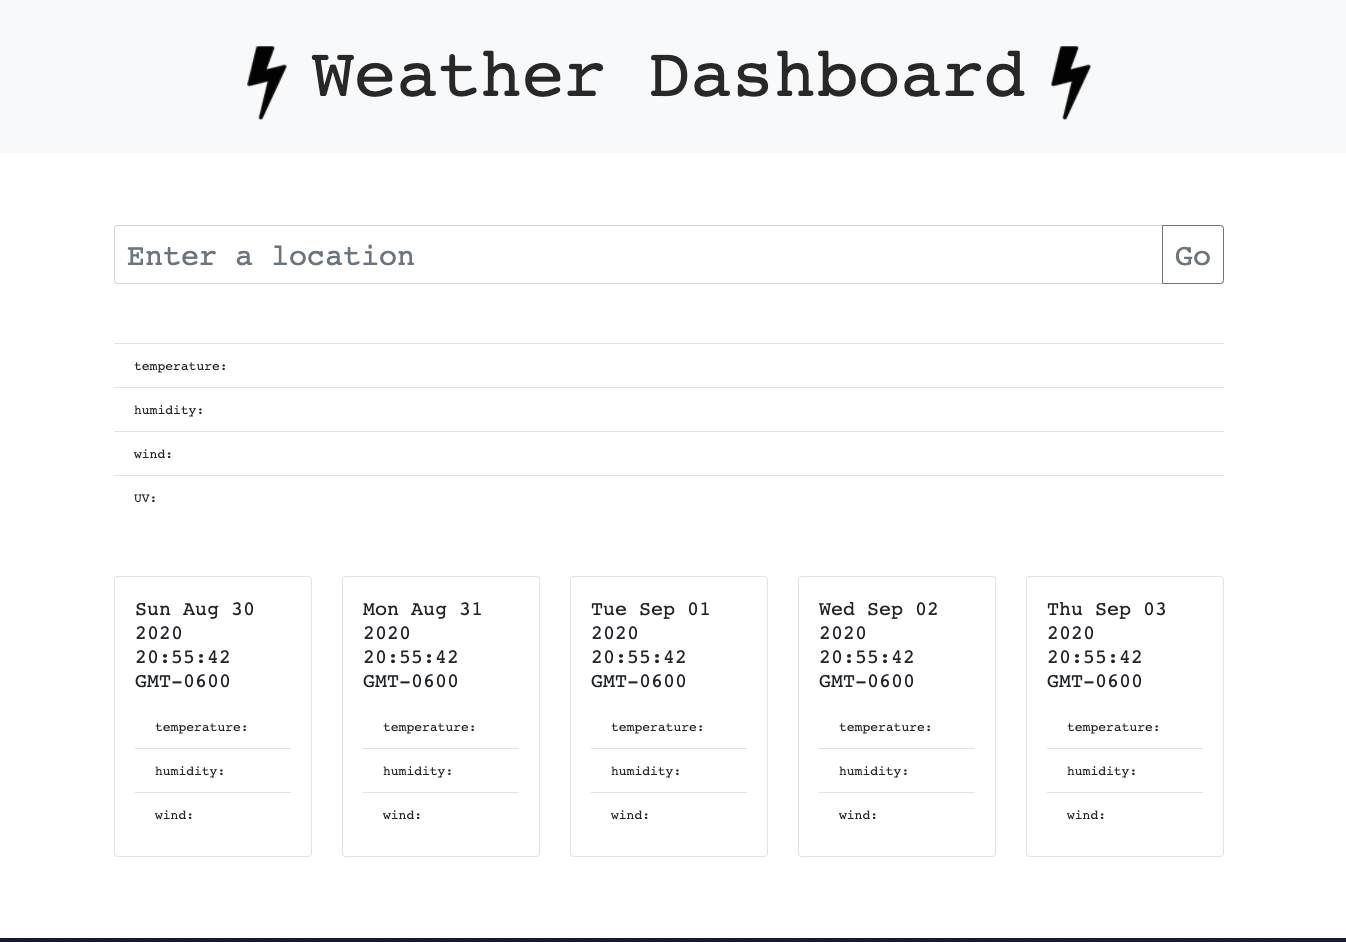 Weather Dashboard
Enter a location
Go
temperature:
humidity:
wind:
UV:
Sun Aug 30
2020
20:55:42
GMT-0600
temperature:
humidity:
wind:
Mon Aug 31
2020
20:55:42
GMT-0600
temperature:
humidity:
wind:
Tue Sep 01
2020
20:55:42
GMT-0600
temperature:
humidity:
wind:
Wed Sep 02
2020
20:55:42
GMT-0600
temperature:
humidity:
wind:
Thu Sep 03
2020
20:55:42
GMT-0600
temperature:
humidity:
wind: